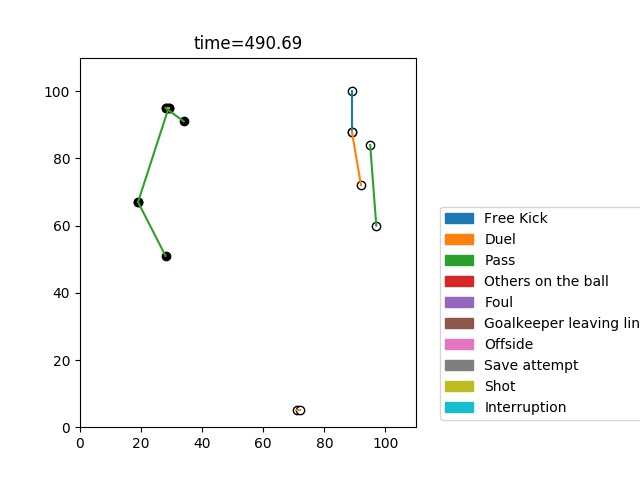 time=490.69
100
80
60
40
20
0
0 20 40 60 80 100
Free Kick
Duel
Pass
Others on the ball
Foul
Goalkeeper leaving lin
Offside
Save attempt
Shot
Interruption